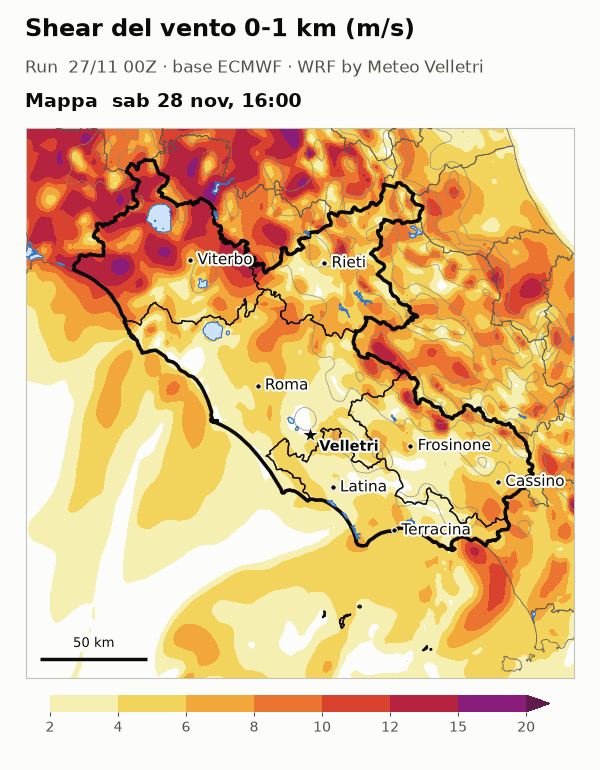 Shear del vento 0-1 km (m/s)
Run  27/11 00Z · base ECMWF · WRF by Meteo Velletri
Mappa  sab 28 nov, 16:00
Viterbo
Rieti
Roma
Velletri
Frosinone
Cassino
Latina
Terracina
50 km
2 4 6 8 10 12 15 20